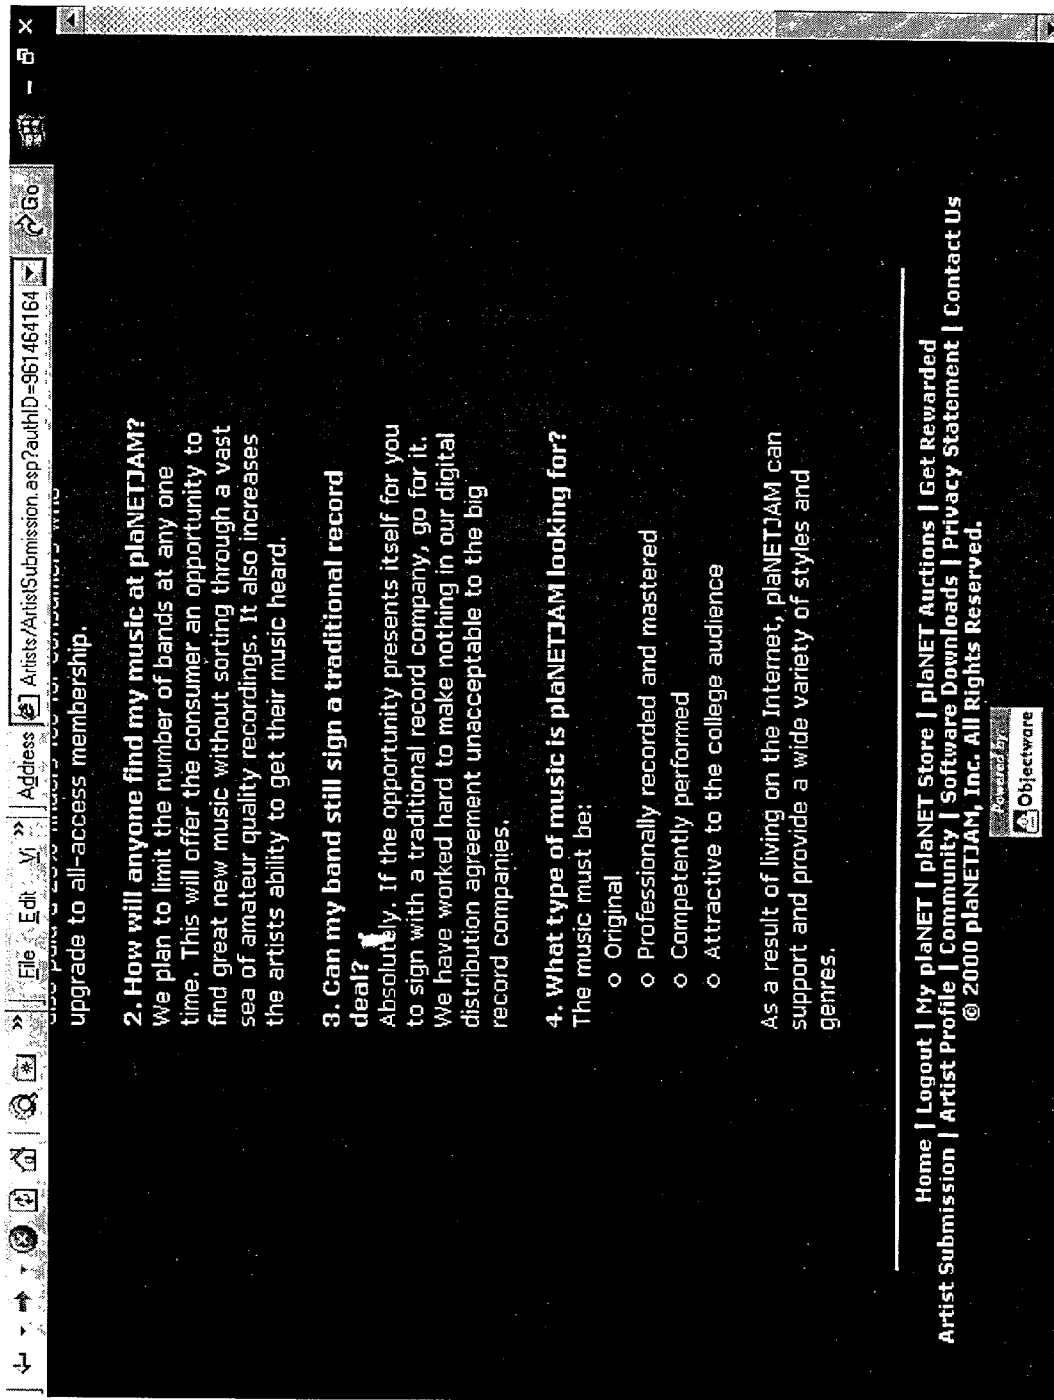 File Edit Vi » Address Artists/ArtistSubmission.asp?authID=961464164 Go
upgrade to all-access membership.
2. How will anyone find my music at plaNETJAM?
We plan to limit the number of bands at any one
time. This will offer the consumer an opportunity to
find great new music without sorting through a vast
sea of amateur quality recordings. It also increases
the artists ability to get their music heard.
3. Can my band still sign a traditional record
deal?
Absolutely. If the opportunity presents itself for you
to sign with a traditional record company, go for it.
We have worked hard to make nothing in our digital
distribution agreement unacceptable to the big
record companies.
4. What type of music is plaNETJAM looking for?
The music must be:
o Original
o Professionally recorded and mastered
o Competently performed
o Attractive to the college audience
As a result of living on the Internet, plaNETJAM can
support and provide a wide variety of styles and
genres.
Home | Logout | My plaNET | plaNET Store | plaNET Auctions | Get Rewarded
Artist Submission | Artist Profile | Community | Software Downloads | Privacy Statement | Contact Us
© 2000 plaNETJAM, Inc. All Rights Reserved.
Powered by
Objectware